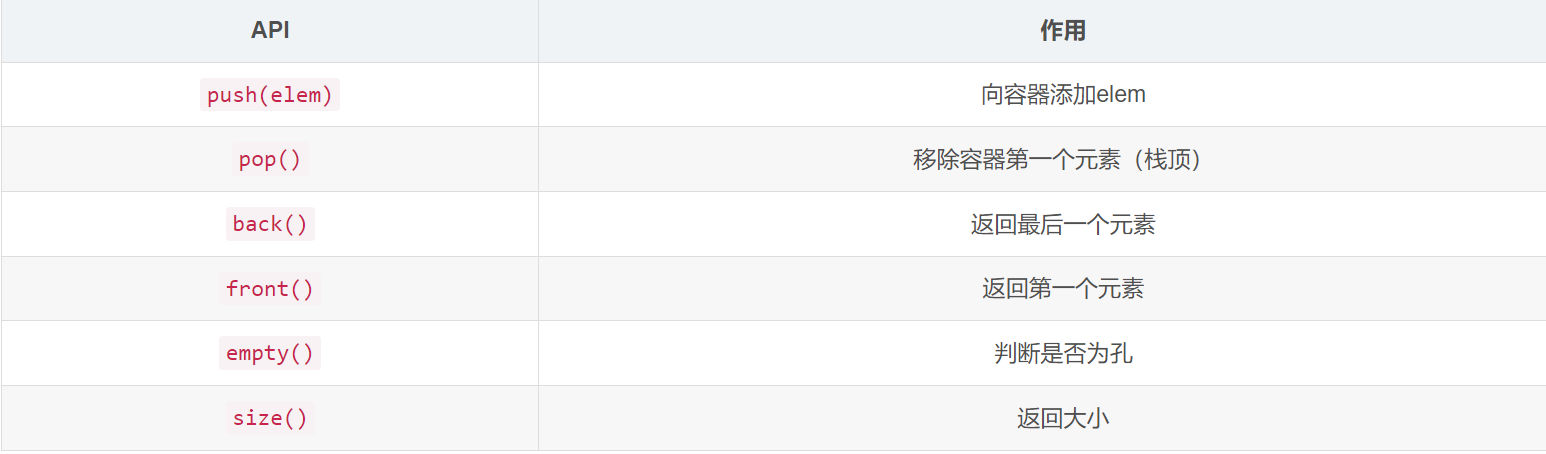 API 作用
push(elem) 向容器添加elem
pop() 移除容器第一个元素（栈顶）
back() 返回最后一个元素
front() 返回第一个元素
empty() 判断是否为孔
size() 返回大小